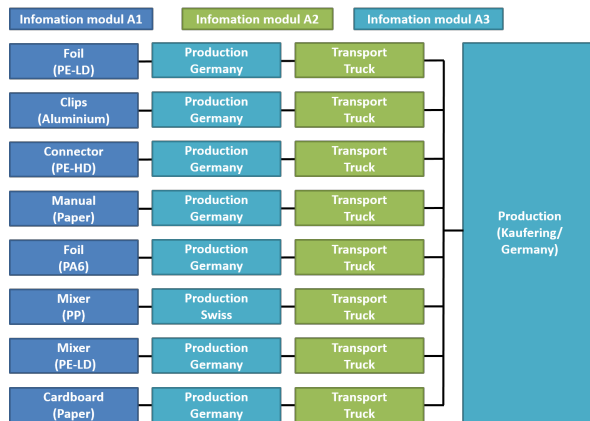 Infomation modul A1
Infomation modul A2
Infomation modul A3
Foil
(PE-LD)
Production
Germany
Transport
Truck
Clips
(Aluminium)
Production
Germany
Transport
Truck
Connector
(PE-HD)
Production
Germany
Transport
Truck
Manual
(Paper)
Production
Germany
Transport
Truck
Foil
(PA6)
Production
Germany
Transport
Truck
Mixer
(PP)
Production
Swiss
Transport
Truck
Mixer
(PE-LD)
Production
Germany
Transport
Truck
Cardboard
(Paper)
Production
Germany
Transport
Truck
Production
(Kaufering/
Germany)